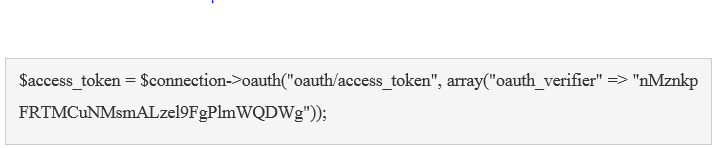 $access_token = $connection->oauth("oauth/access_token", array("oauth_verifier" => "nMznkp
FRTMCuNMsmALzel9FgPlmWQDWg"));